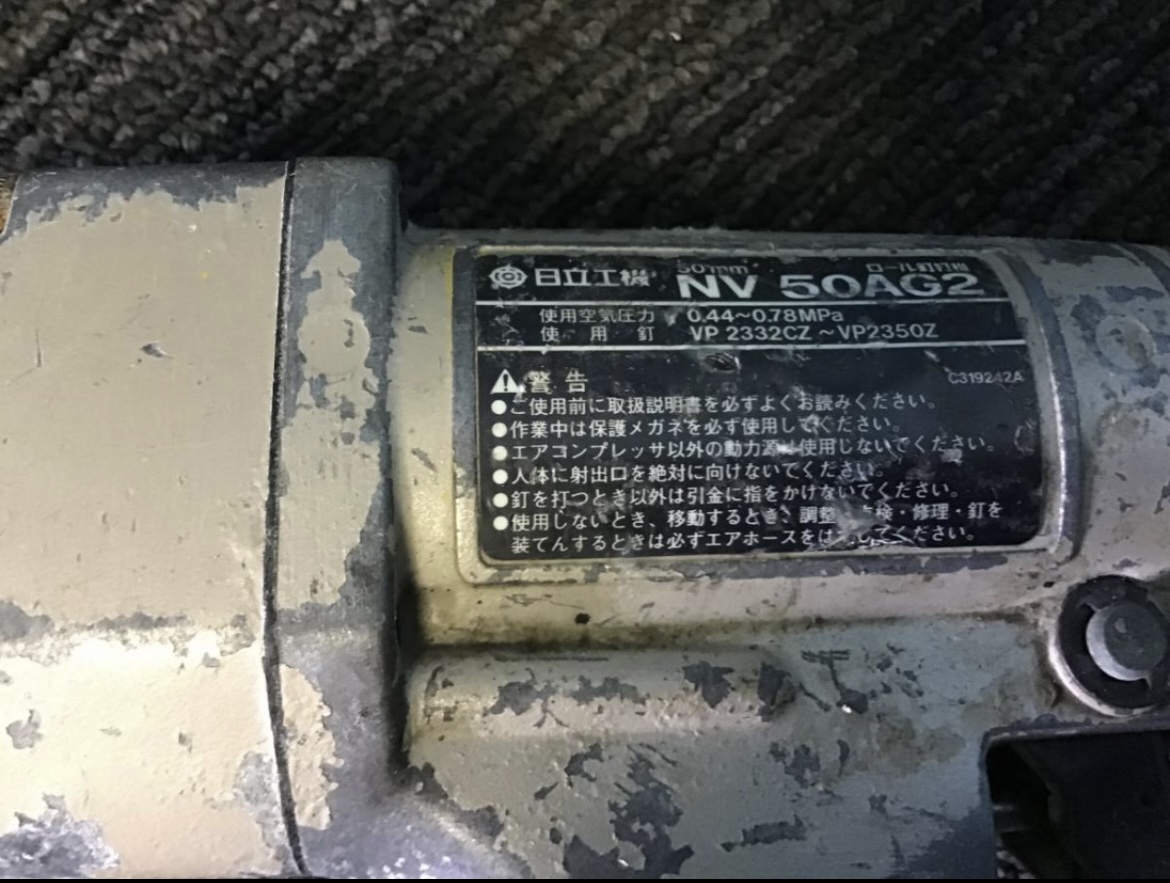 日立工機 50mm NV 50AG2 ロール釘打機
使用空気圧力 0.44~0.78MPa
使用釘 VP 2332CZ ~VP2350Z
警告 C319242A
●ご使用前に取扱説明書を必ずよくお読みください。
●作業中は保護メガネを必ず使用してください。
●エアコンプレッサ以外の動力源は使用しないでください。
●人体に射出口を絶対に向けないでください。
●釘を打つとき以外は引金に指をかけないでください。
●使用しないとき、移動するとき、調整 検・修理・釘を
装てんするときは必ずエアホースをは してください。